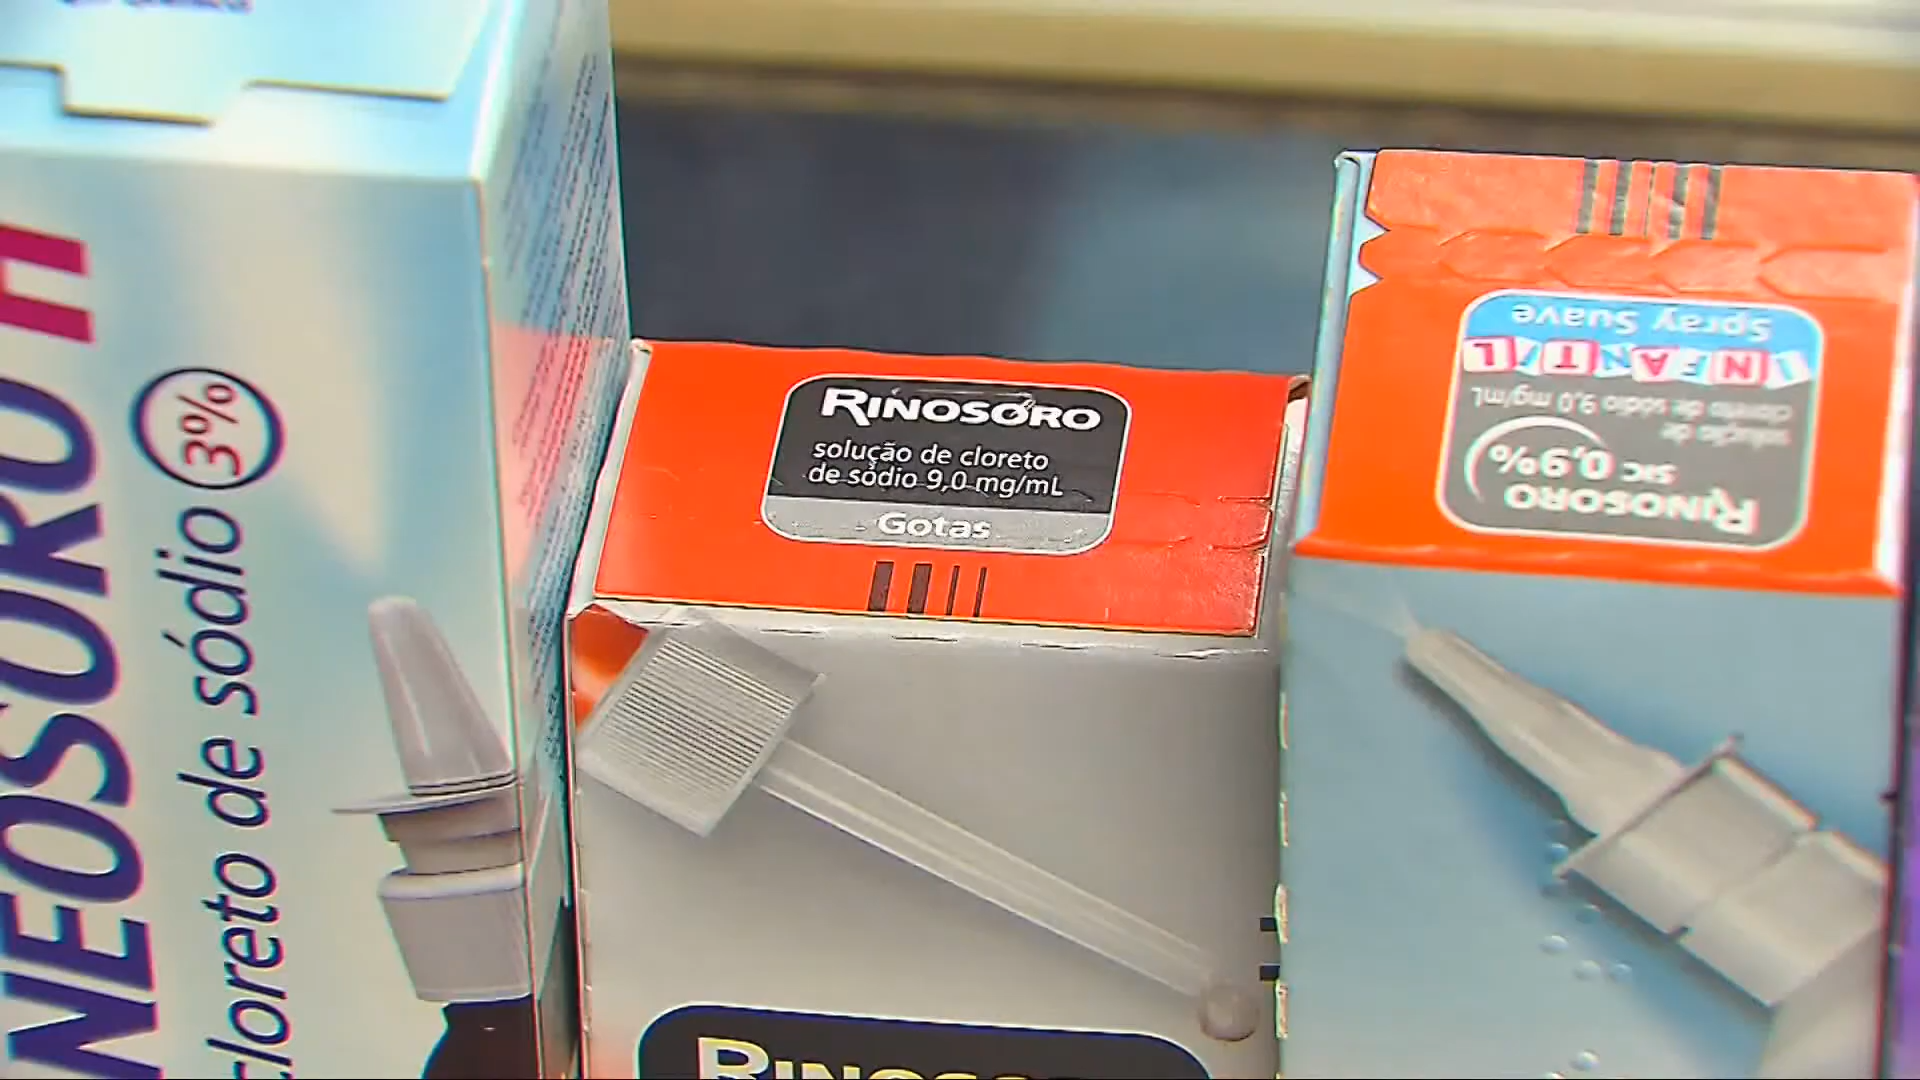 NEOSORO H
cloreto de sódio 3%
RINOSORO
solução de cloreto
de sódio 9,0 mg/mL
Gotas
RINOSORO
SIC 0,9%
solução de
cloreto de sódio 9,0 mg/mL
INFANTIL
Spray Suave